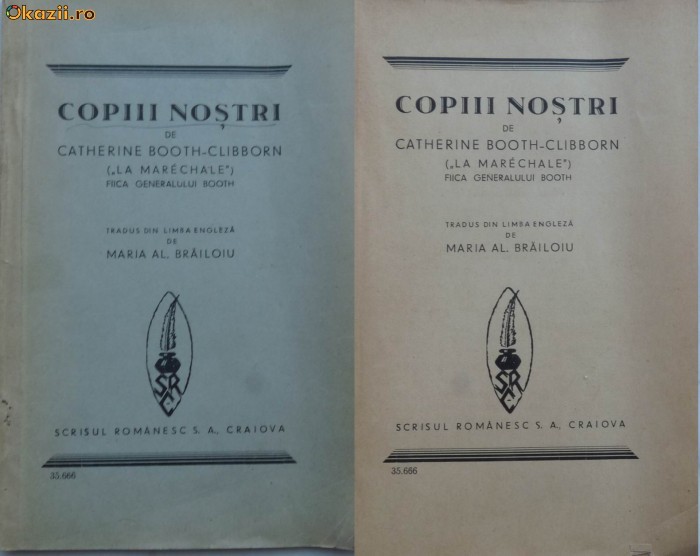 Okazii.ro
COPIII NOȘTRI
DE
CATHERINE BOOTH-CLIBBORN
(„LA MARÉCHALE")
FIICA GENERALULUI BOOTH
TRADUS DIN LIMBA ENGLEZĂ
DE
MARIA AL. BRĂILOIU
SRC
SCRISUL ROMÂNESC S. A., CRAIOVA
35.666
COPIII NOȘTRI
DE
CATHERINE BOOTH-CLIBBORN
(„LA MARÉCHALE")
FIICA GENERALULUI BOOTH
TRADUS DIN LIMBA ENGLEZĂ
DE
MARIA AL. BRĂILOIU
SRC
SCRISUL ROMÂNESC S. A., CRAIOVA
35.666